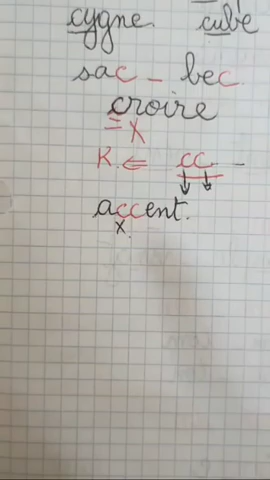 cygne. cube
sac - bec.
croire
= X
K ⇐ cc -
↓ ↓
accent.
x